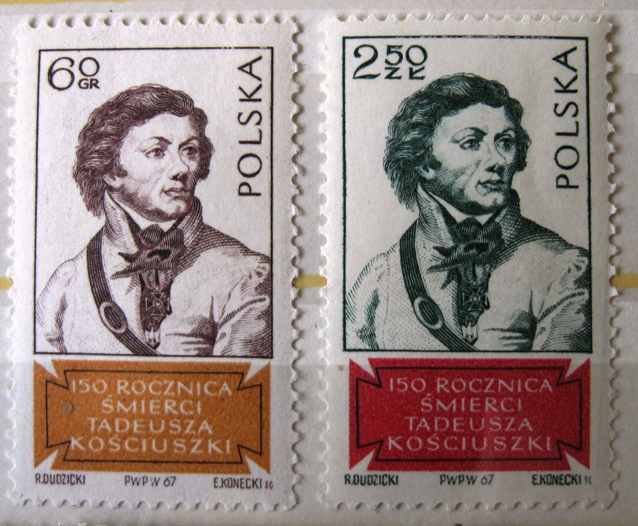 60
GR
POLSKA
150 ROCZNICA
ŚMIERCI
TADEUSZA
KOŚCIUSZKI
R.DUDZICKI PWPW 67 E.KONECKI SC
2 50
ZŁ
POLSKA
150 ROCZNICA
ŚMIERCI
TADEUSZA
KOŚCIUSZKI
R.DUDZICKI PWPW 67 E.KONECKI SC